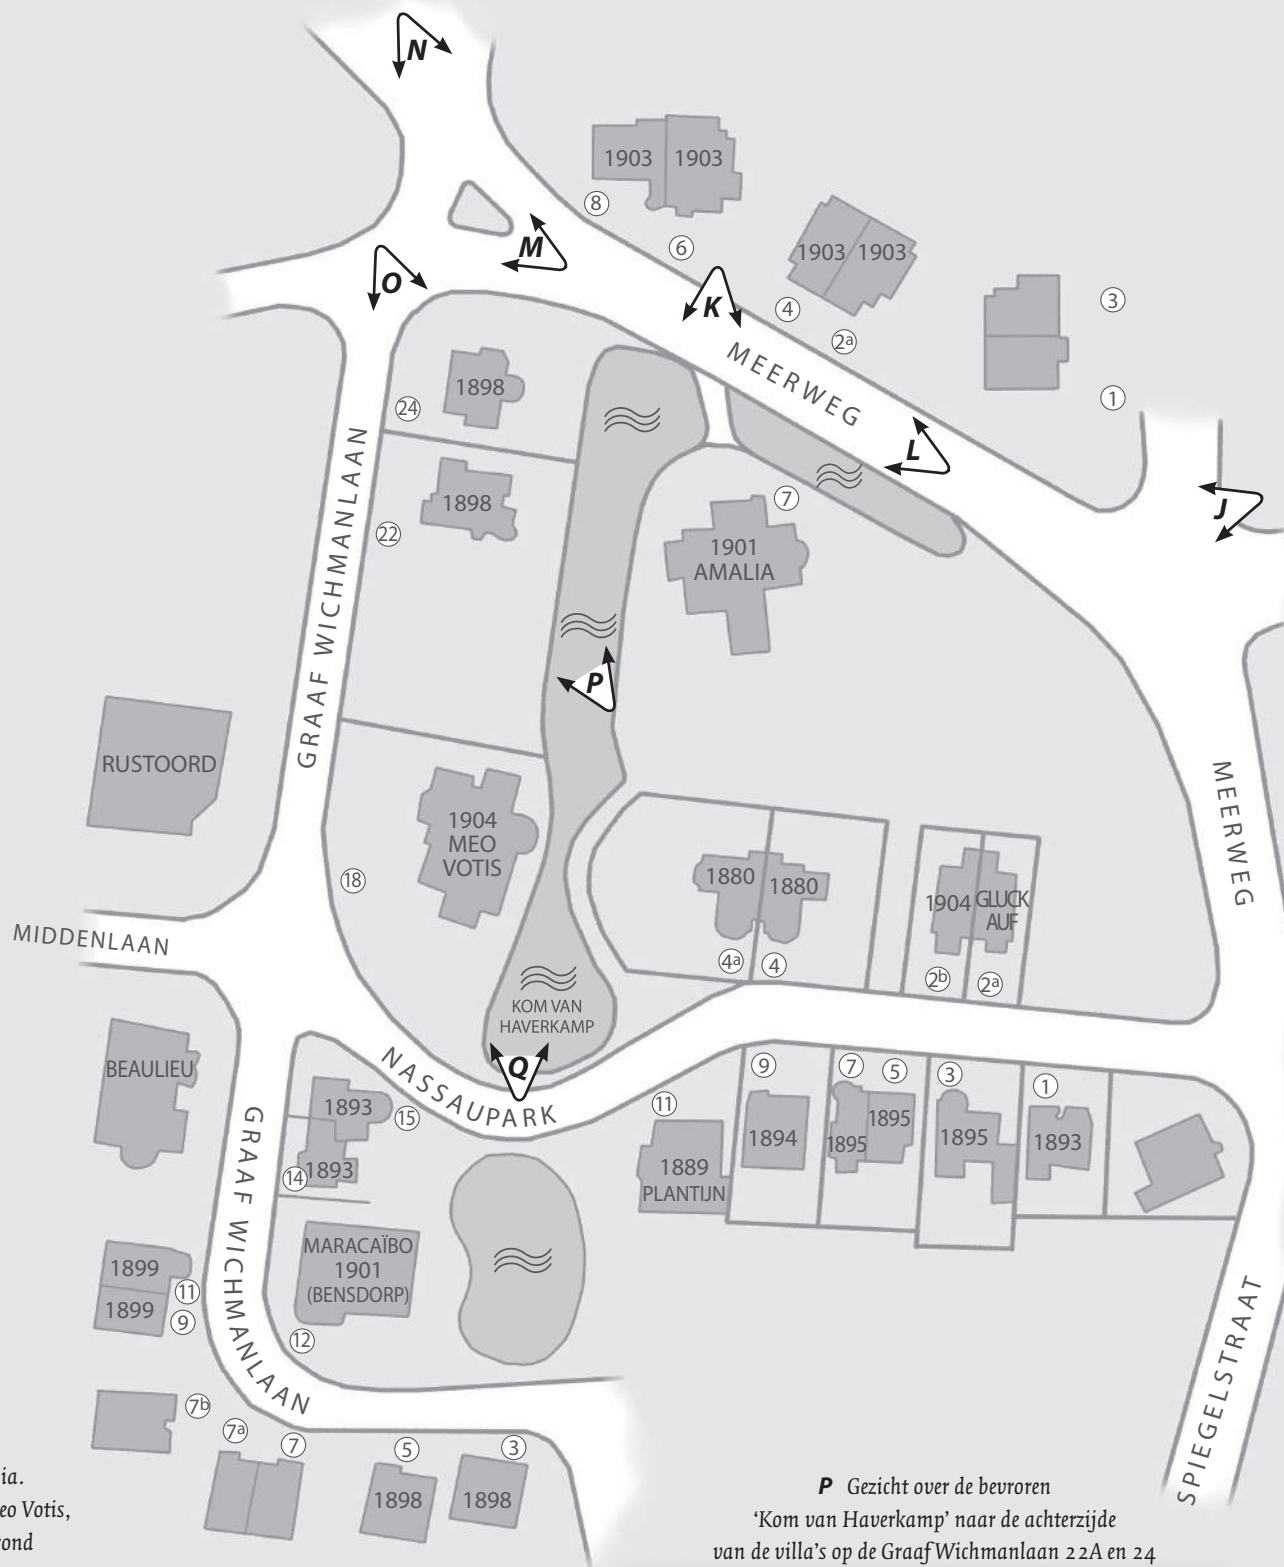 N
1903 1903
8
M
6
O
K
1903 1903
4
3
2a
MEERWEG
1898
24
1
L
1898
7
22
J
1901
AMALIA
GRAAF WICHMANLAAN
P
RUSTOORD
1904
MEO
VOTIS
MEERWEG
18
1880 1880
1904 GLUCK
AUF
MIDDENLAAN
4a 4
2b 2a
KOM VAN
HAVERKAMP
BEAULIEU
Q
NASSAUPARK
9 7 5 3 1
1893
15
11
1894
1895
1895
1895
1893
14
1893
1889
PLANTIJN
GRAAF WICHMANLAAN
MARACAÏBO
1901
(BENSDORP)
1899
11
1899
9
12
SPIEGELSTRAAT
7b
7a
7
5
3
1898
1898
ia.
eo Votis,
ond
P Gezicht over de bevroren
‘Kom van Haverkamp’ naar de achterzijde
van de villa’s op de Graaf Wichmanlaan 22A en 24